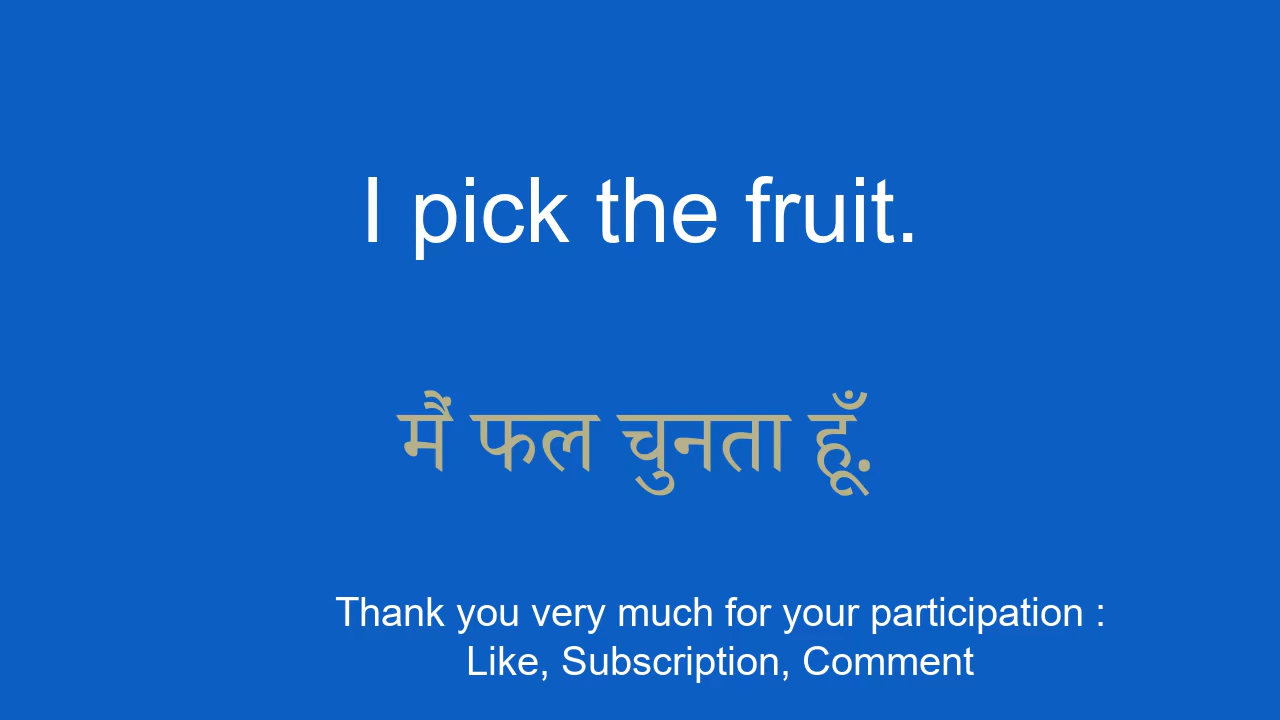 I pick the fruit.
मैं फल चुनता हूँ.
Thank you very much for your participation :
Like, Subscription, Comment